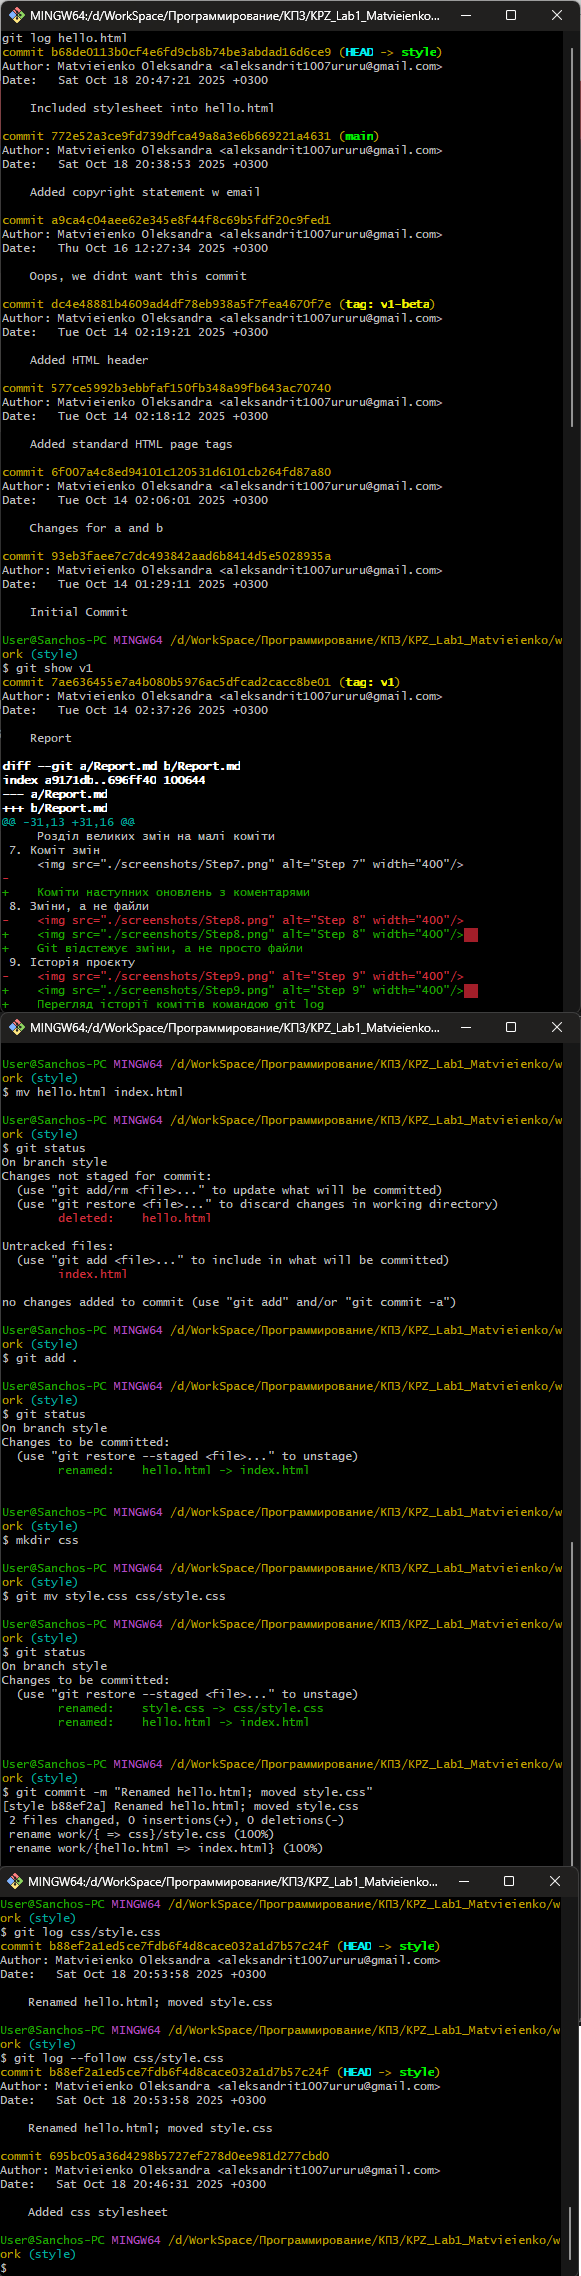 MINGW64:/d/WorkSpace/Программирование/КПЗ/KPZ_Lab1_Matvieienko...
git log hello.html
commit b68de0113b0cf4e6fd9cb8b74be3abdad16d6ce9 (HEAD -> style)
Author: Matvieienko Oleksandra <aleksandrit1007ururu@gmail.com>
Date:   Sat Oct 18 20:47:21 2025 +0300
    Included stylesheet into hello.html
commit 772e52a3ce9fd739dfca49a8a3e6b669221a4631 (main)
Author: Matvieienko Oleksandra <aleksandrit1007ururu@gmail.com>
Date:   Sat Oct 18 20:38:53 2025 +0300
    Added copyright statement w email
commit a9ca4c04aee62e345e8f44f8c69b5fdf20c9fed1
Author: Matvieienko Oleksandra <aleksandrit1007ururu@gmail.com>
Date:   Thu Oct 16 12:27:34 2025 +0300
    Oops, we didnt want this commit
commit dc4e48881b4609ad4df78eb938a5f7fea4670f7e (tag: v1-beta)
Author: Matvieienko Oleksandra <aleksandrit1007ururu@gmail.com>
Date:   Tue Oct 14 02:19:21 2025 +0300
    Added HTML header
commit 577ce5992b3ebbfaf150fb348a99fb643ac70740
Author: Matvieienko Oleksandra <aleksandrit1007ururu@gmail.com>
Date:   Tue Oct 14 02:18:12 2025 +0300
    Added standard HTML page tags
commit 6f007a4c8ed94101c120531d6101cb264fd87a80
Author: Matvieienko Oleksandra <aleksandrit1007ururu@gmail.com>
Date:   Tue Oct 14 02:06:01 2025 +0300
    Changes for a and b
commit 93eb3faee7c7dc493842aad6b8414d5e5028935a
Author: Matvieienko Oleksandra <aleksandrit1007ururu@gmail.com>
Date:   Tue Oct 14 01:29:11 2025 +0300
    Initial Commit
User@Sanchos-PC MINGW64 /d/WorkSpace/Программирование/КПЗ/KPZ_Lab1_Matvieienko/w
ork (style)
$ git show v1
commit 7ae636455e7a4b080b5976ac5dfcad2cacc8be01 (tag: v1)
Author: Matvieienko Oleksandra <aleksandrit1007ururu@gmail.com>
Date:   Tue Oct 14 02:37:26 2025 +0300
    Report
diff --git a/Report.md b/Report.md
index a9171db..696ff40 100644
--- a/Report.md
+++ b/Report.md
@@ -31,13 +31,16 @@
     Розділ великих змін на малі коміти
 7. Коміт змін
     <img src="./screenshots/Step7.png" alt="Step 7" width="400"/>
-
+    Коміти наступних оновлень з коментарями
 8. Зміни, а не файли
-    <img src="./screenshots/Step8.png" alt="Step 8" width="400"/>
+    <img src="./screenshots/Step8.png" alt="Step 8" width="400"/>
+    Git відстежує зміни, а не просто файли
 9. Історія проєкту
-    <img src="./screenshots/Step9.png" alt="Step 9" width="400"/>
+    <img src="./screenshots/Step9.png" alt="Step 9" width="400"/>
+    Перегляд історії комітів командою git log
MINGW64:/d/WorkSpace/Программирование/КПЗ/KPZ_Lab1_Matvieienko...
User@Sanchos-PC MINGW64 /d/WorkSpace/Программирование/КПЗ/KPZ_Lab1_Matvieienko/w
ork (style)
$ mv hello.html index.html
User@Sanchos-PC MINGW64 /d/WorkSpace/Программирование/КПЗ/KPZ_Lab1_Matvieienko/w
ork (style)
$ git status
On branch style
Changes not staged for commit:
  (use "git add/rm <file>..." to update what will be committed)
  (use "git restore <file>..." to discard changes in working directory)
        deleted:    hello.html
Untracked files:
  (use "git add <file>..." to include in what will be committed)
        index.html
no changes added to commit (use "git add" and/or "git commit -a")
User@Sanchos-PC MINGW64 /d/WorkSpace/Программирование/КПЗ/KPZ_Lab1_Matvieienko/w
ork (style)
$ git add .
User@Sanchos-PC MINGW64 /d/WorkSpace/Программирование/КПЗ/KPZ_Lab1_Matvieienko/w
ork (style)
$ git status
On branch style
Changes to be committed:
  (use "git restore --staged <file>..." to unstage)
        renamed:    hello.html -> index.html
User@Sanchos-PC MINGW64 /d/WorkSpace/Программирование/КПЗ/KPZ_Lab1_Matvieienko/w
ork (style)
$ mkdir css
User@Sanchos-PC MINGW64 /d/WorkSpace/Программирование/КПЗ/KPZ_Lab1_Matvieienko/w
ork (style)
$ git mv style.css css/style.css
User@Sanchos-PC MINGW64 /d/WorkSpace/Программирование/КПЗ/KPZ_Lab1_Matvieienko/w
ork (style)
$ git status
On branch style
Changes to be committed:
  (use "git restore --staged <file>..." to unstage)
        renamed:    style.css -> css/style.css
        renamed:    hello.html -> index.html
User@Sanchos-PC MINGW64 /d/WorkSpace/Программирование/КПЗ/KPZ_Lab1_Matvieienko/w
ork (style)
$ git commit -m "Renamed hello.html; moved style.css"
[style b88ef2a] Renamed hello.html; moved style.css
 2 files changed, 0 insertions(+), 0 deletions(-)
 rename work/{ => css}/style.css (100%)
 rename work/{hello.html => index.html} (100%)
MINGW64:/d/WorkSpace/Программирование/КПЗ/KPZ_Lab1_Matvieienko...
User@Sanchos-PC MINGW64 /d/WorkSpace/Программирование/КПЗ/KPZ_Lab1_Matvieienko/w
ork (style)
$ git log css/style.css
commit b88ef2a1ed5ce7fdb6f4d8cace032a1d7b57c24f (HEAD -> style)
Author: Matvieienko Oleksandra <aleksandrit1007ururu@gmail.com>
Date:   Sat Oct 18 20:53:58 2025 +0300
    Renamed hello.html; moved style.css
User@Sanchos-PC MINGW64 /d/WorkSpace/Программирование/КПЗ/KPZ_Lab1_Matvieienko/w
ork (style)
$ git log --follow css/style.css
commit b88ef2a1ed5ce7fdb6f4d8cace032a1d7b57c24f (HEAD -> style)
Author: Matvieienko Oleksandra <aleksandrit1007ururu@gmail.com>
Date:   Sat Oct 18 20:53:58 2025 +0300
    Renamed hello.html; moved style.css
commit 695bc05a36d4298b5727ef278d0ee981d277cbd0
Author: Matvieienko Oleksandra <aleksandrit1007ururu@gmail.com>
Date:   Sat Oct 18 20:46:31 2025 +0300
    Added css stylesheet
User@Sanchos-PC MINGW64 /d/WorkSpace/Программирование/КПЗ/KPZ_Lab1_Matvieienko/w
ork (style)
$